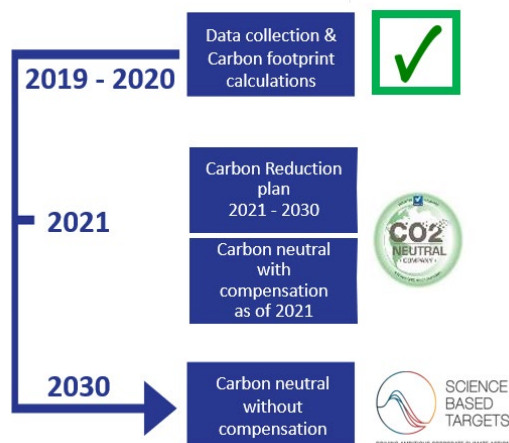 2019 - 2020
Data collection &
Carbon footprint
calculations
2021
Carbon Reduction
plan
2021 - 2030
Carbon neutral
with
compensation
as of 2021
CO2
NEUTRAL
COMPANY
2030
Carbon neutral
without
compensation
SCIENCE
BASED
TARGETS